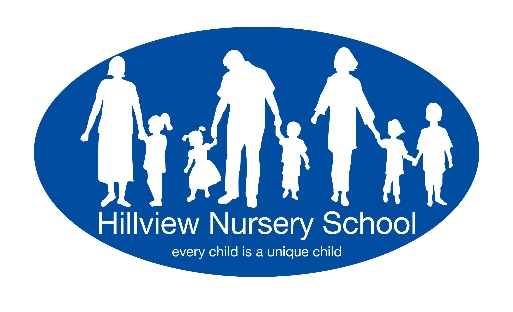 Hillview Nursery School
every child is a unique child